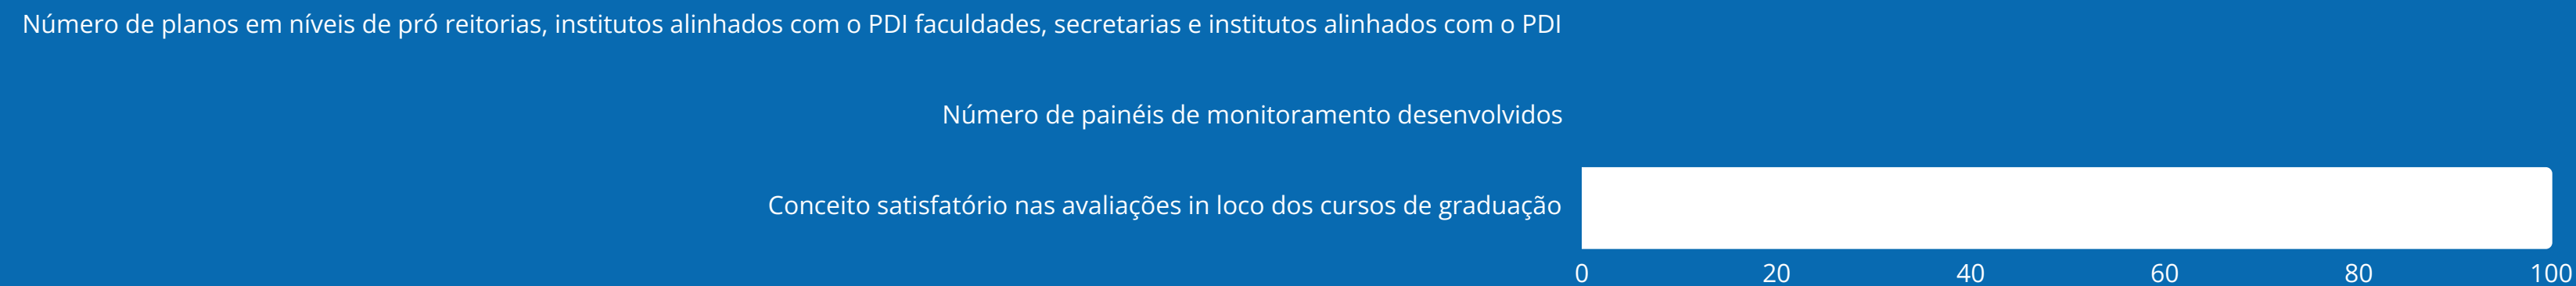 Número de planos em níveis de pró reitorias, institutos alinhados com o PDI faculdades, secretarias e institutos alinhados com o PDI
Número de painéis de monitoramento desenvolvidos
Conceito satisfatório nas avaliações in loco dos cursos de graduação
0 20 40 60 80 100